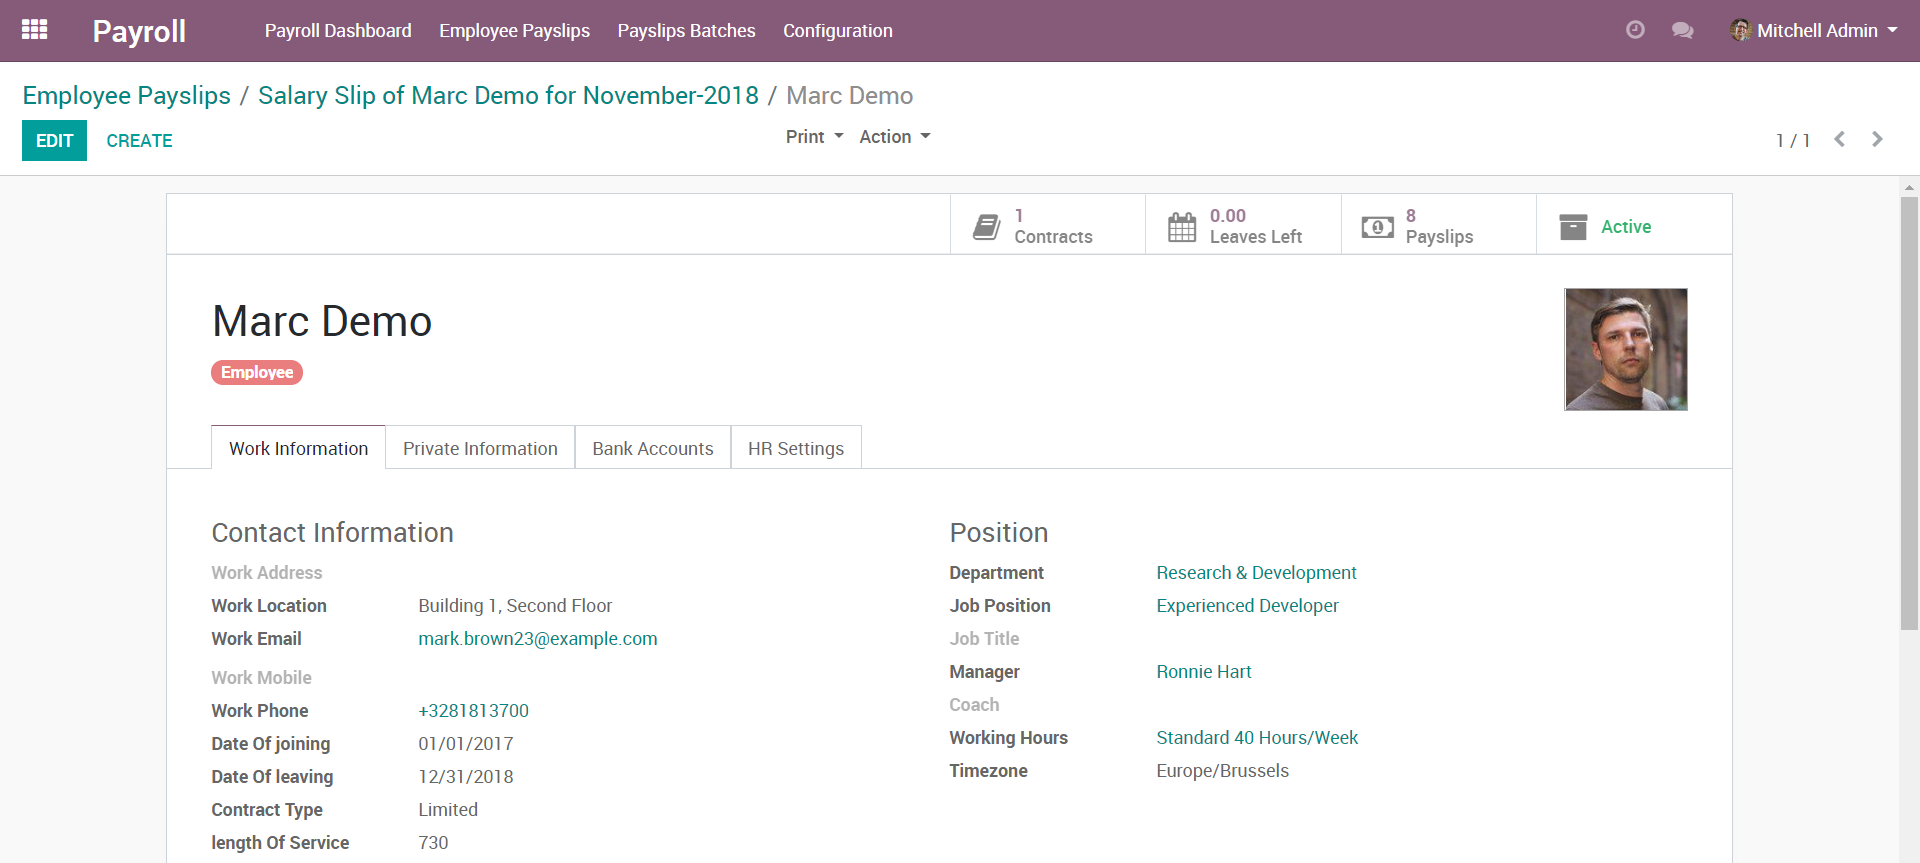 Payroll Payroll Dashboard Employee Payslips Payslips Batches Configuration Mitchell Admin
Employee Payslips / Salary Slip of Marc Demo for November-2018 / Marc Demo
EDIT CREATE Print Action 1 / 1
1 Contracts
0.00 Leaves Left
8 Payslips
Active
Marc Demo
Employee
Work Information Private Information Bank Accounts HR Settings
Contact Information
Work Address
Work Location Building 1, Second Floor
Work Email mark.brown23@example.com
Work Mobile
Work Phone +3281813700
Date Of joining 01/01/2017
Date Of leaving 12/31/2018
Contract Type Limited
length Of Service 730
Position
Department Research & Development
Job Position Experienced Developer
Job Title
Manager Ronnie Hart
Coach
Working Hours Standard 40 Hours/Week
Timezone Europe/Brussels